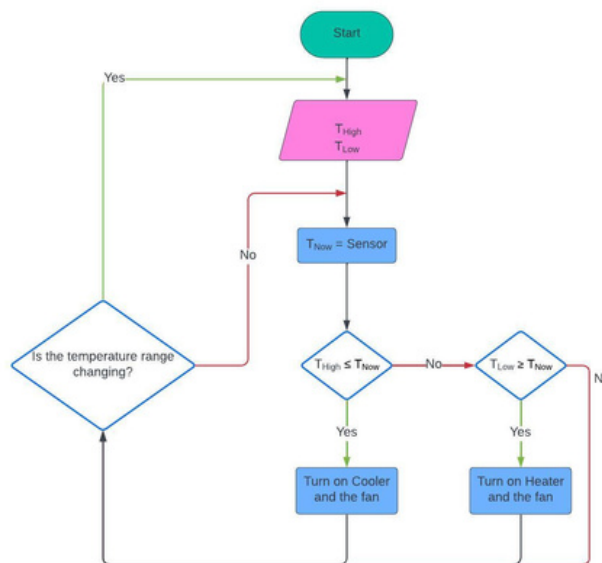 Start
Yes
T_High
T_Low
No
T_Now = Sensor
Is the temperature range
changing?
T_High ≤ T_Now
No
T_Low ≥ T_Now
N
Yes
Yes
Turn on Cooler
and the fan
Turn on Heater
and the fan